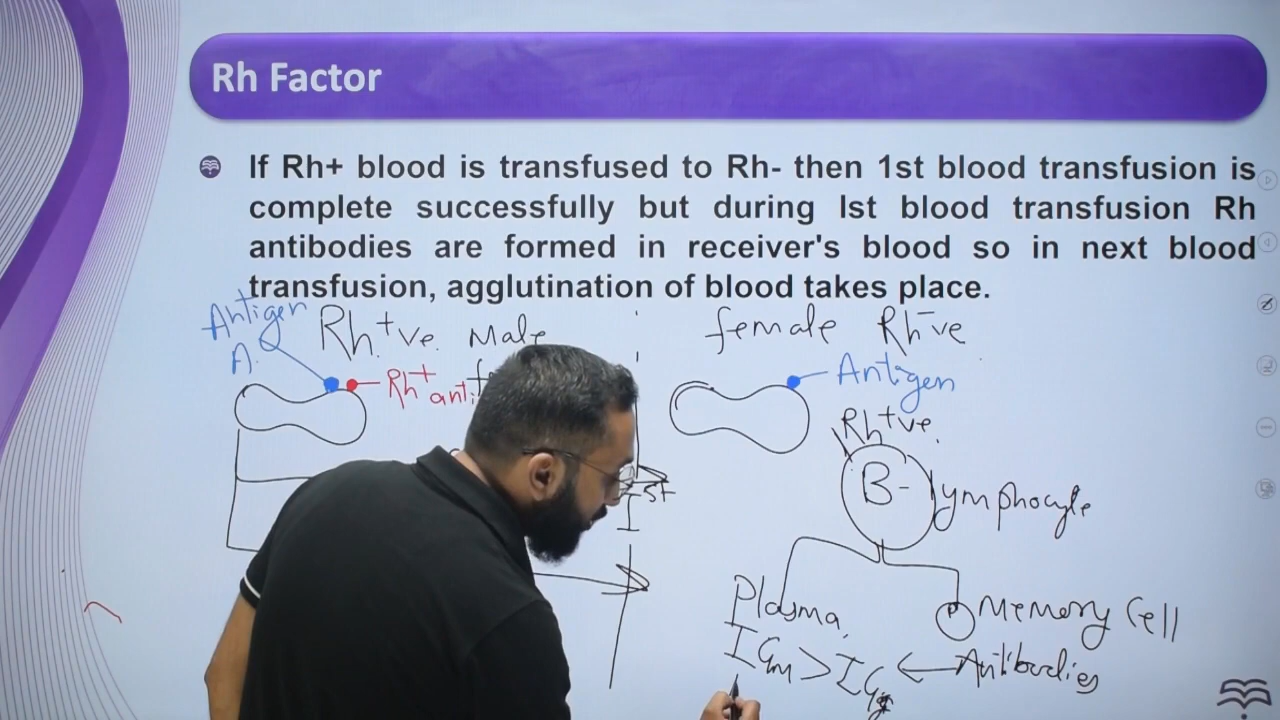 Rh Factor
If Rh+ blood is transfused to Rh- then 1st blood transfusion is
complete successfully but during Ist blood transfusion Rh
antibodies are formed in receiver's blood so in next blood
transfusion, agglutination of blood takes place.
Antigen
A.
Rh+ve. Male
female Rh-ve
Rh+
anti
Antigen
Rh+ve.
B-lymphocyte
Ist
Plasma,
Memory Cell
IGm > IGg ← Antibodies